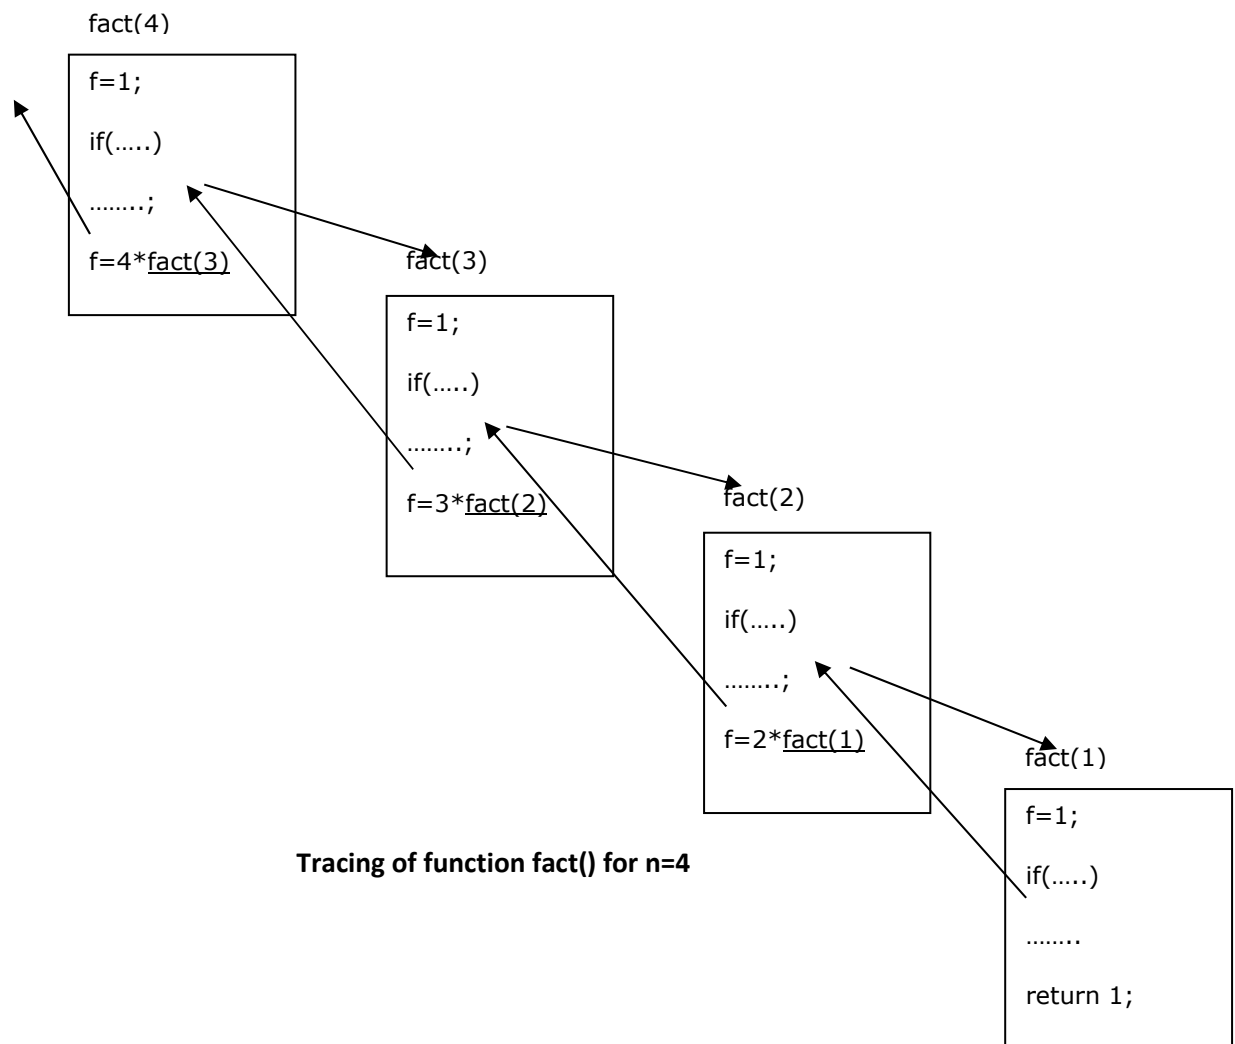 fact(4)
f=1;
if(…..)
……..;
f=4*fact(3)
fact(3)
f=1;
if(…..)
……..;
f=3*fact(2)
fact(2)
f=1;
if(…..)
……..;
f=2*fact(1)
fact(1)
f=1;
if(…..)
……..
return 1;
Tracing of function fact() for n=4